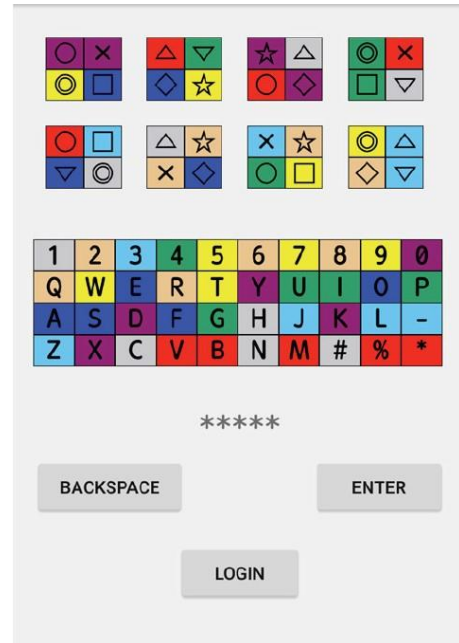 1 2 3 4 5 6 7 8 9 0
Q W E R T Y U I O P
A S D F G H J K L -
Z X C V B N M # % *
*****
BACKSPACE ENTER
LOGIN